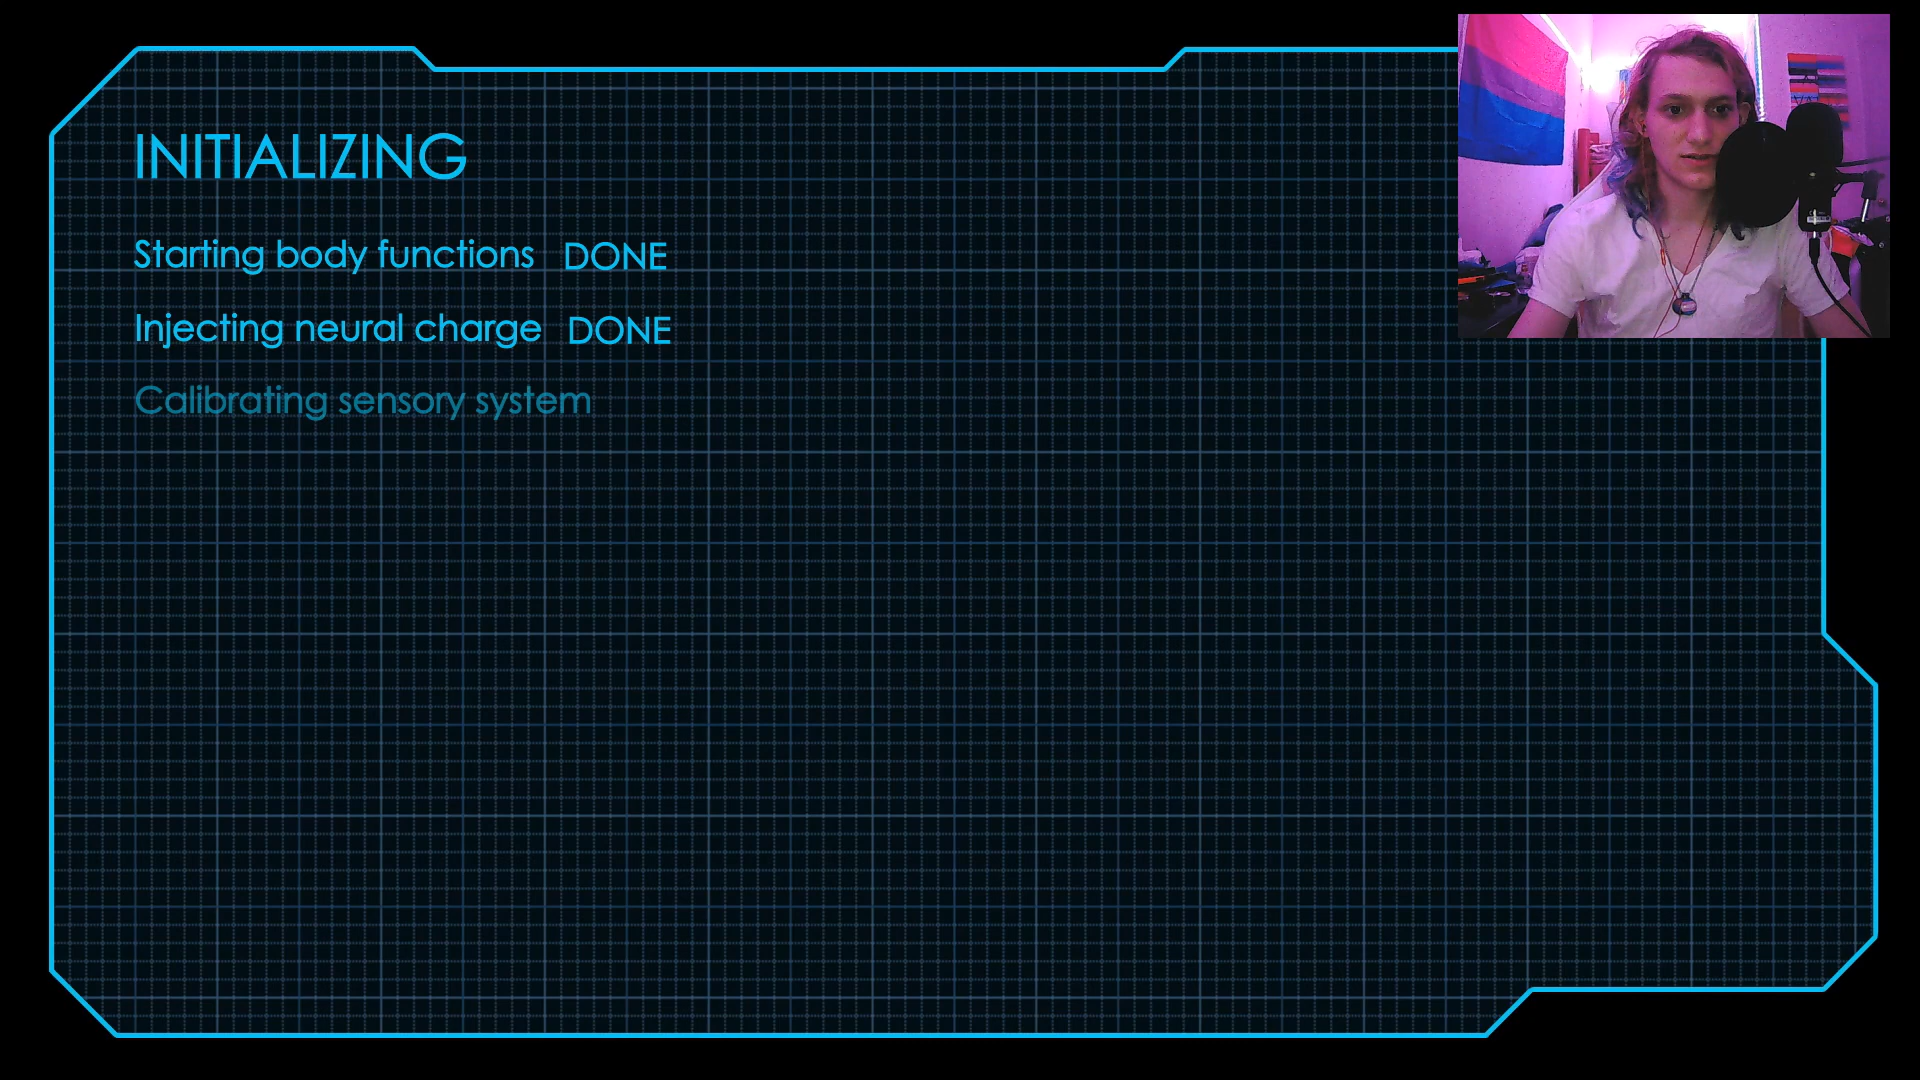 INITIALIZING
Starting body functions DONE
Injecting neural charge DONE
Calibrating sensory system